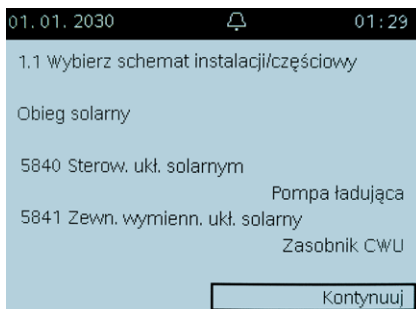 01.01.2030 01:29
1.1 Wybierz schemat instalacji/częściowy
Obieg solarny
5840 Sterow. ukł. solarnym
Pompa ładująca
5841 Zewn. wymienn. ukł. solarny
Zasobnik CWU
Kontynuuj